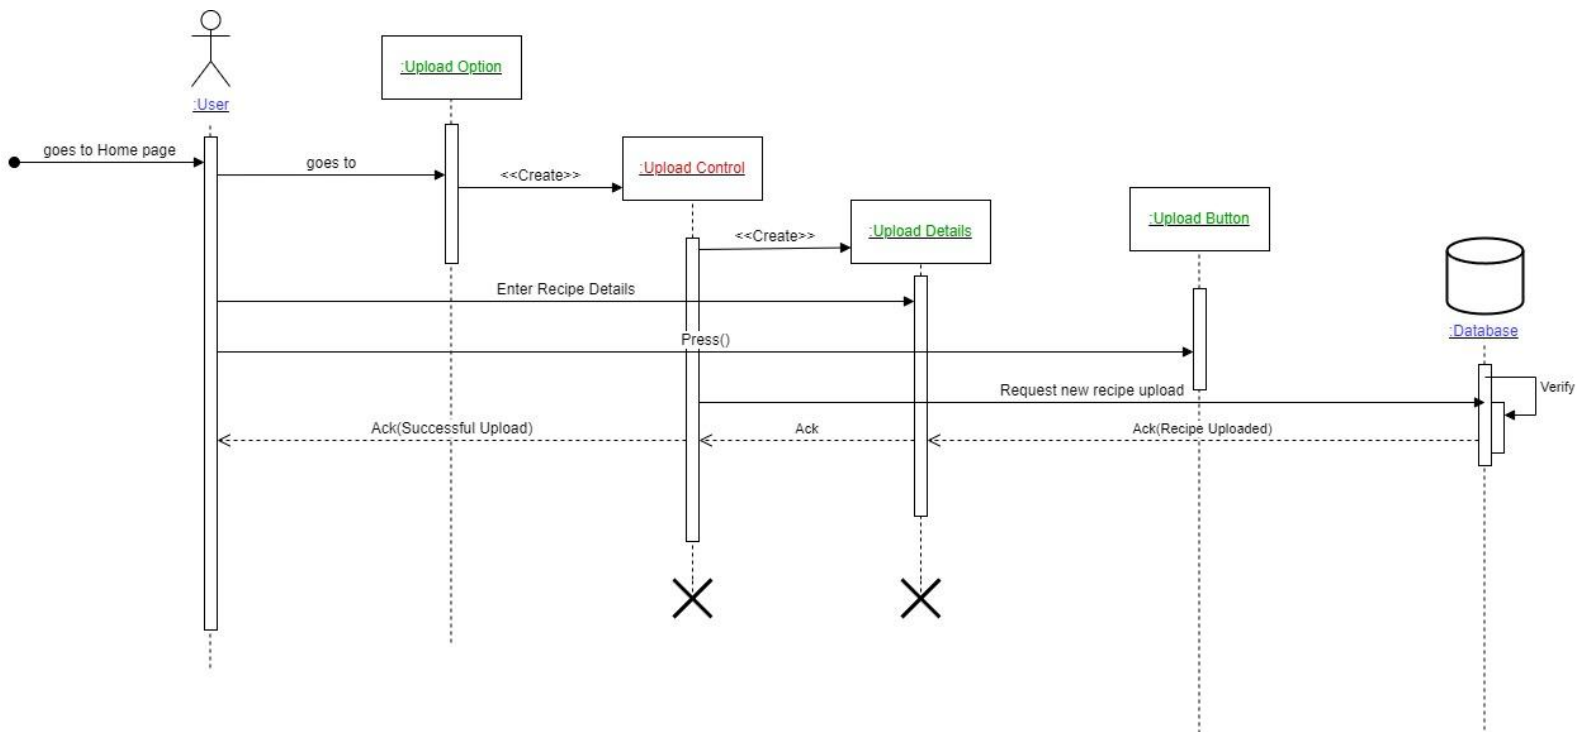 :User
:Upload Option
goes to Home page
goes to
<<Create>>
:Upload Control
<<Create>>
:Upload Details
:Upload Button
Enter Recipe Details
:Database
Press()
Request new recipe upload
Verify
Ack(Successful Upload)
Ack
Ack(Recipe Uploaded)